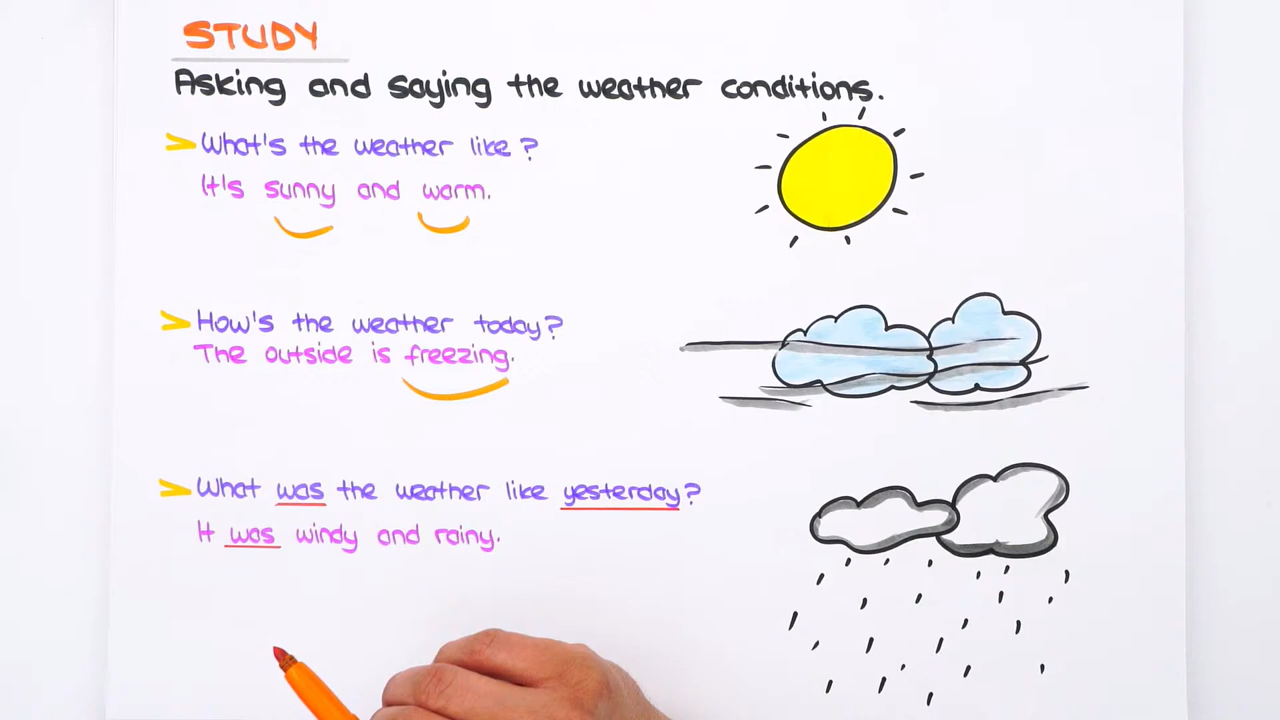 STUDY
Asking and saying the weather conditions.
> What's the weather like?
It's sunny and warm.
> How's the weather today?
The outside is freezing.
> What was the weather like yesterday?
It was windy and rainy.